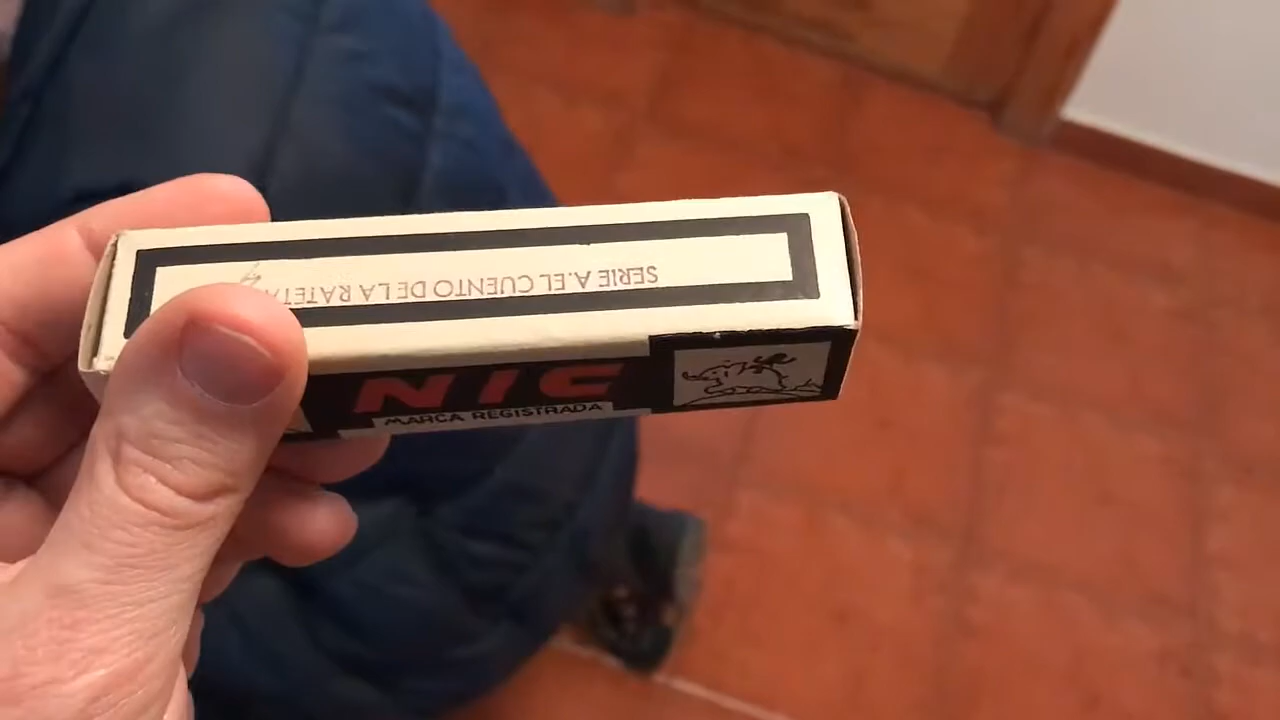 SERIE A. EL CUENTO DE LA RATETA
NIC
MARCA REGISTRADA